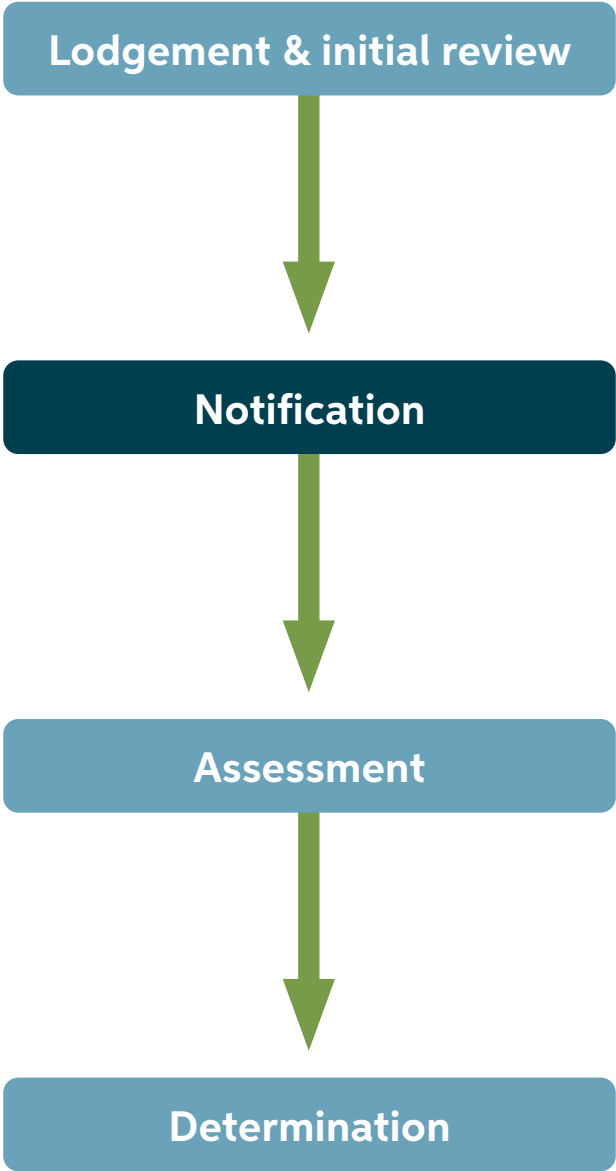 Lodgement & initial review
Notification
Assessment
Determination